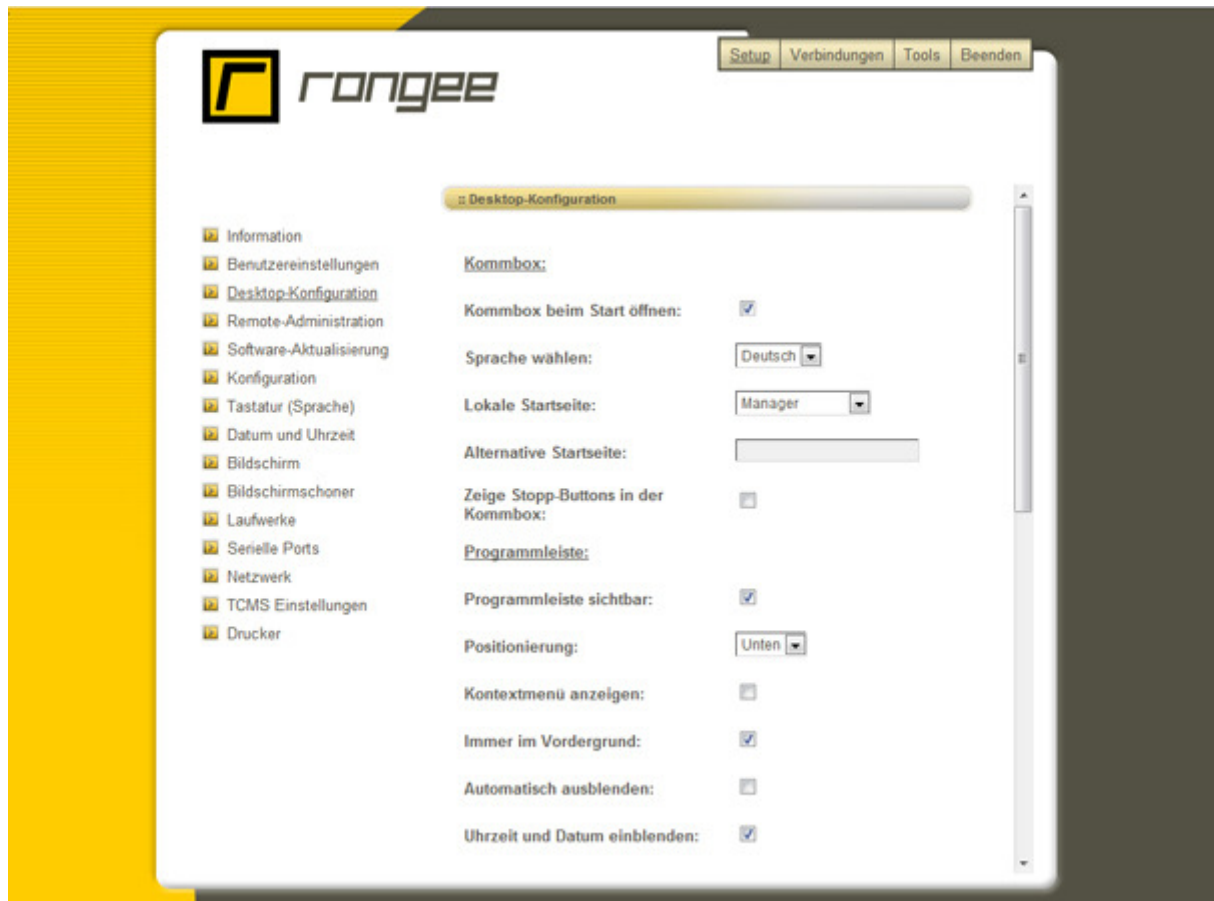 rangee
Setup Verbindungen Tools Beenden
:: Desktop-Konfiguration
Information
Benutzereinstellungen
Desktop-Konfiguration
Remote-Administration
Software-Aktualisierung
Konfiguration
Tastatur (Sprache)
Datum und Uhrzeit
Bildschirm
Bildschirmschoner
Laufwerke
Serielle Ports
Netzwerk
TCMS Einstellungen
Drucker
Kommbox:
Kommbox beim Start öffnen:
Sprache wählen: Deutsch
Lokale Startseite: Manager
Alternative Startseite:
Zeige Stopp-Buttons in der
Kommbox:
Programmleiste:
Programmleiste sichtbar:
Positionierung: Unten
Kontextmenü anzeigen:
Immer im Vordergrund:
Automatisch ausblenden:
Uhrzeit und Datum einblenden: